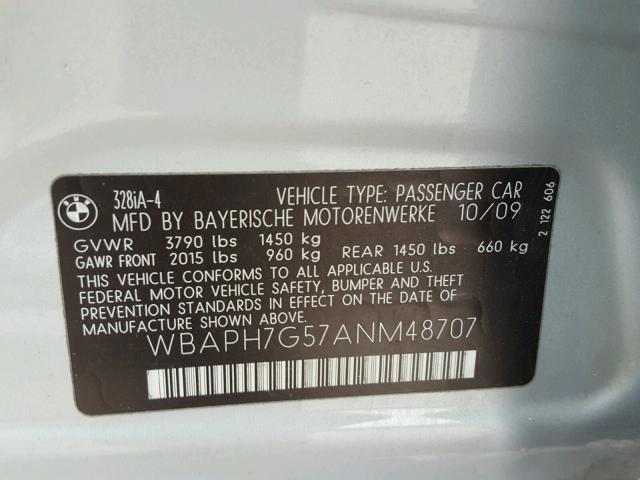 BMW
328iA-4 VEHICLE TYPE: PASSENGER CAR
MFD BY BAYERISCHE MOTORENWERKE 10/09
GVWR 3790 lbs 1450 kg
GAWR FRONT 2015 lbs 960 kg REAR 1450 lbs 660 kg
THIS VEHICLE CONFORMS TO ALL APPLICABLE U.S.
FEDERAL MOTOR VEHICLE SAFETY, BUMPER AND THEFT
PREVENTION STANDARDS IN EFFECT ON THE DATE OF
MANUFACTURE SHOWN ABOVE.
WBAPH7G57ANM48707
2 122 606